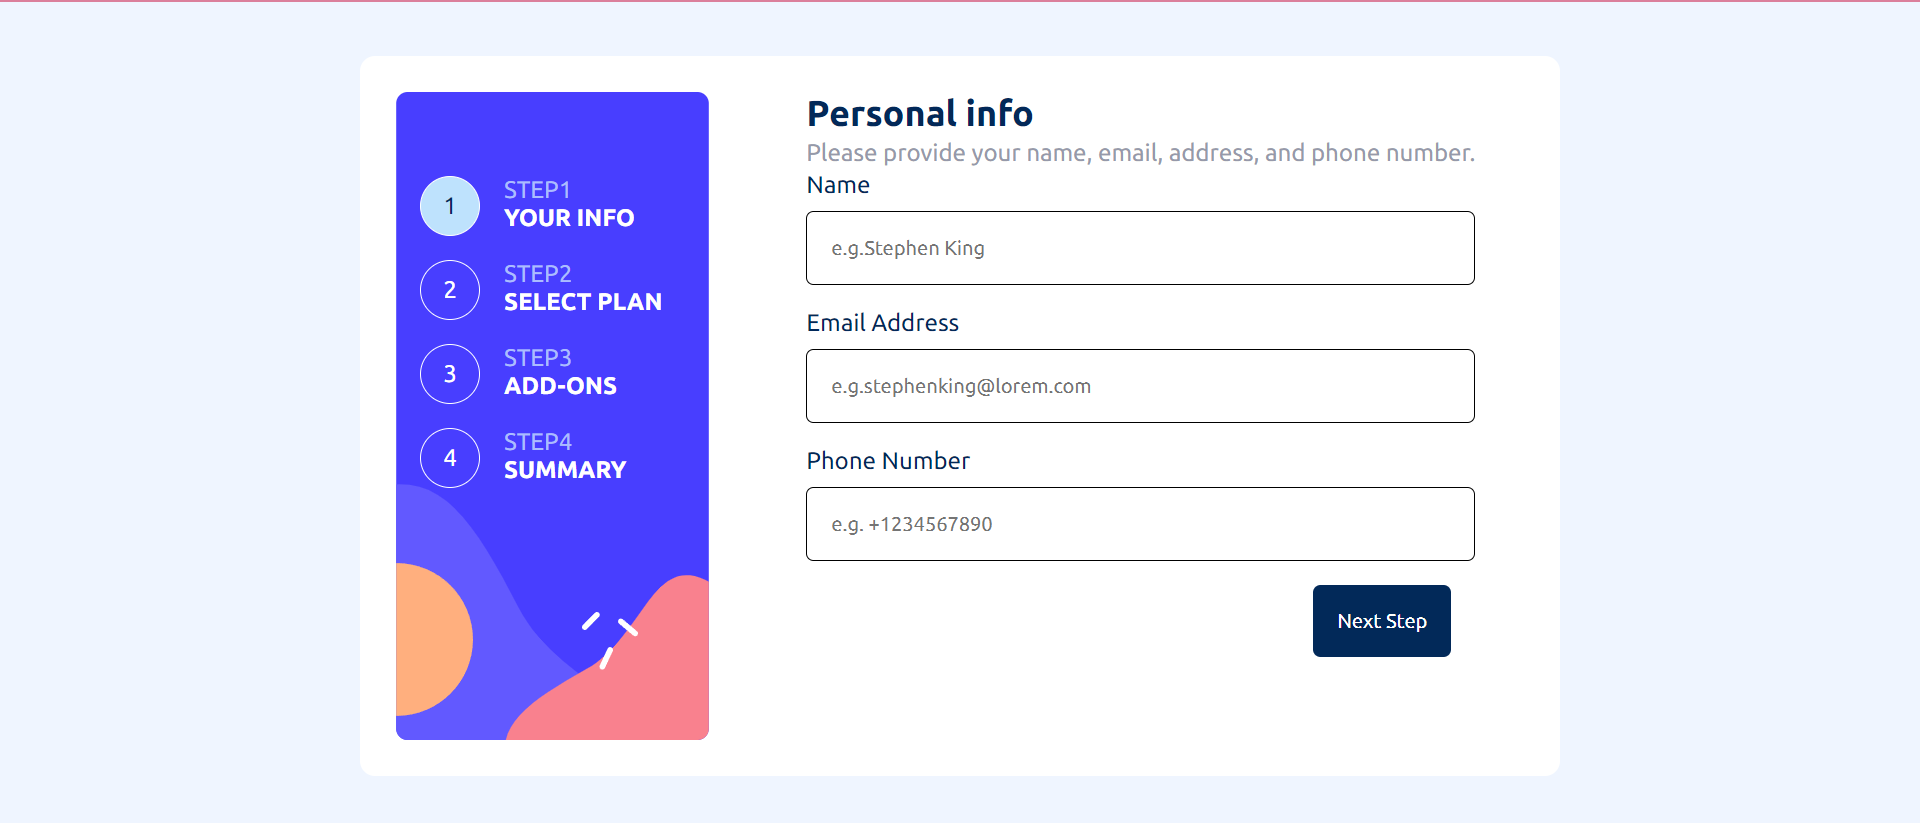 1
STEP1
YOUR INFO
2
STEP2
SELECT PLAN
3
STEP3
ADD-ONS
4
STEP4
SUMMARY
Personal info
Please provide your name, email, address, and phone number.
Name
e.g.Stephen King
Email Address
e.g.stephenking@lorem.com
Phone Number
e.g. +1234567890
Next Step